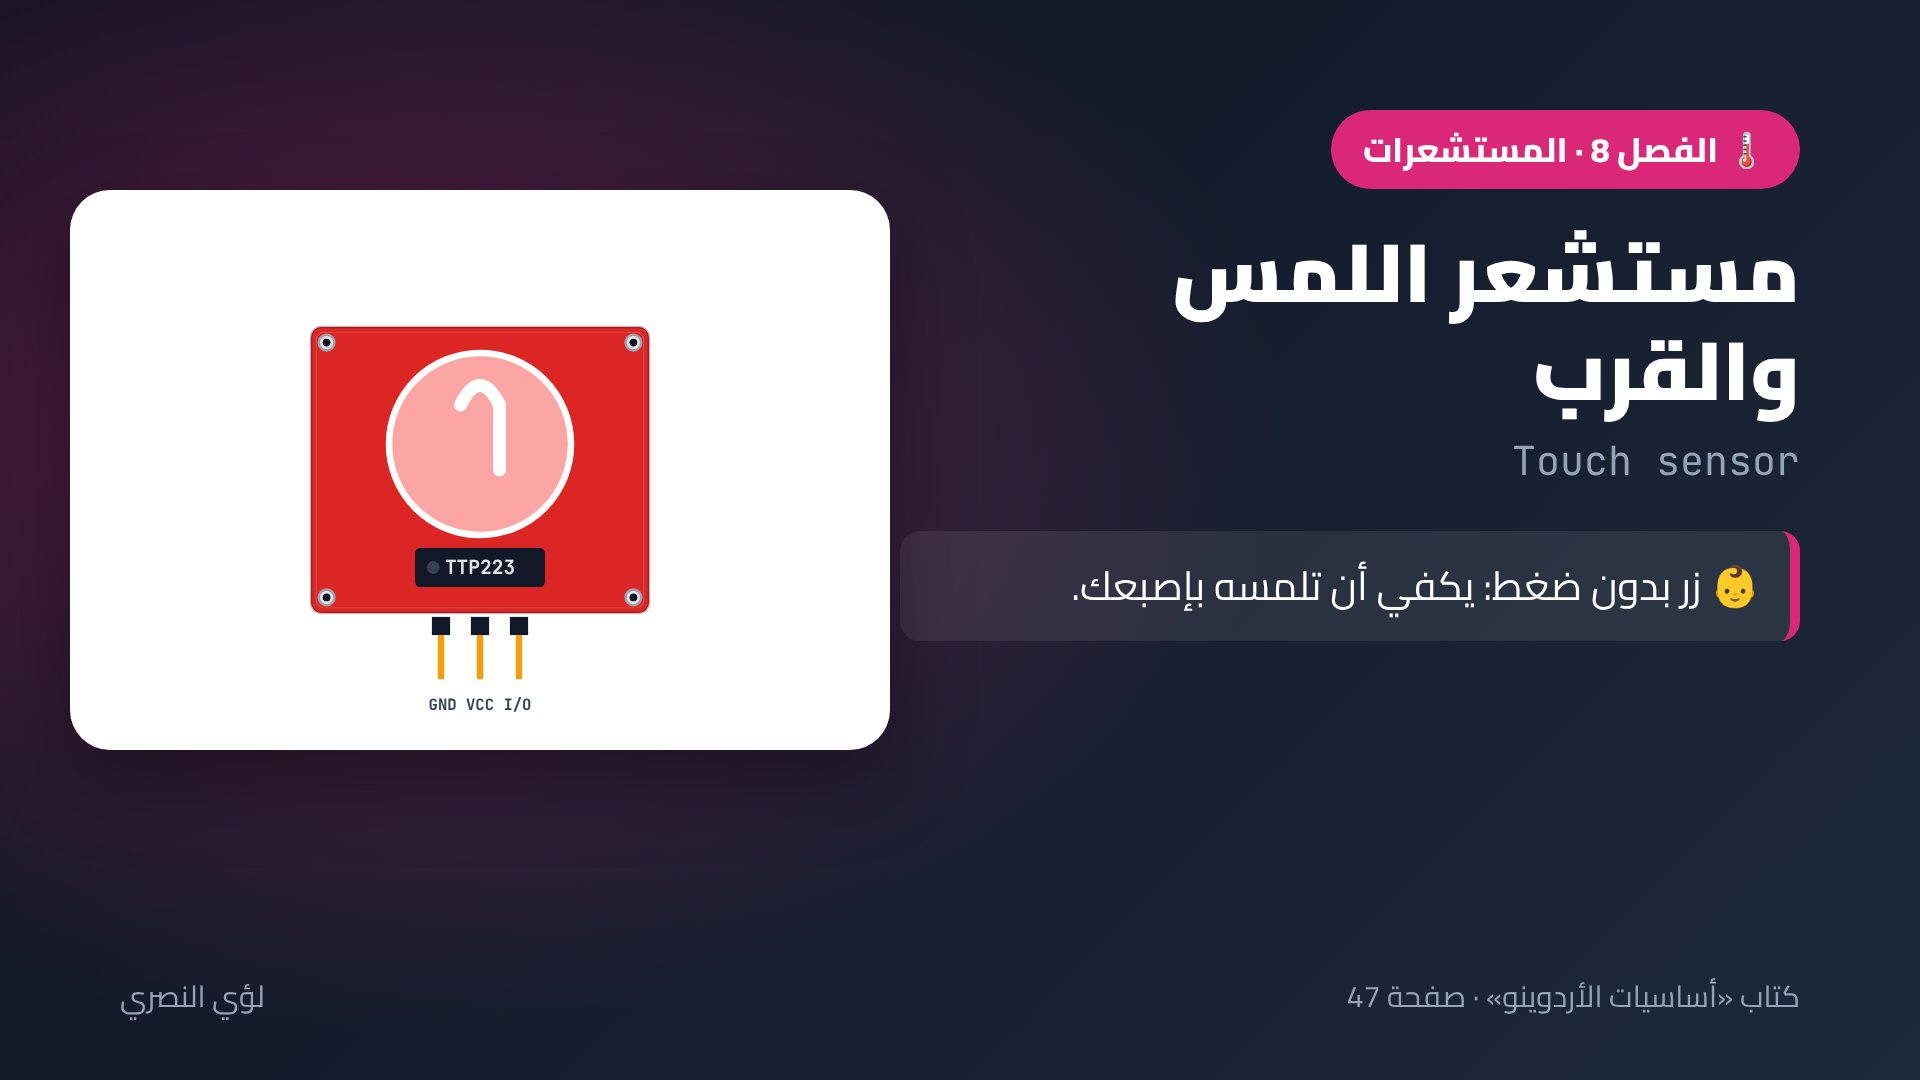 🌡️ الفصل 8 · المستشعرات
مستشعر اللمس
والقرب
Touch sensor
👶 زر بدون ضغط: يكفي أن تلمسه بإصبعك.
TTP223
GND VCC I/O
كتاب «أساسيات الأردوينو» · صفحة 47
لؤي النصري